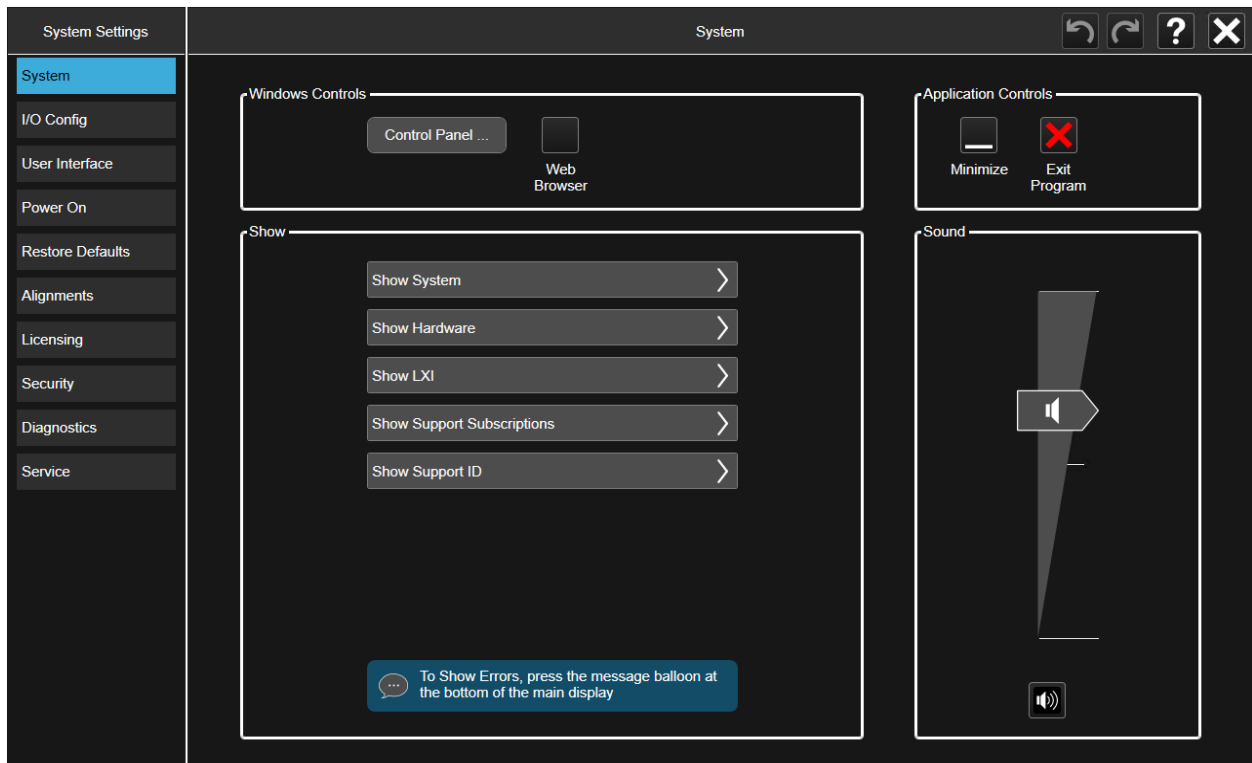 System Settings
System
?
System
I/O Config
User Interface
Power On
Restore Defaults
Alignments
Licensing
Security
Diagnostics
Service
Windows Controls
Control Panel ...
Web
Browser
Application Controls
Minimize
Exit
Program
Show
Show System
Show Hardware
Show LXI
Show Support Subscriptions
Show Support ID
To Show Errors, press the message balloon at
the bottom of the main display
Sound